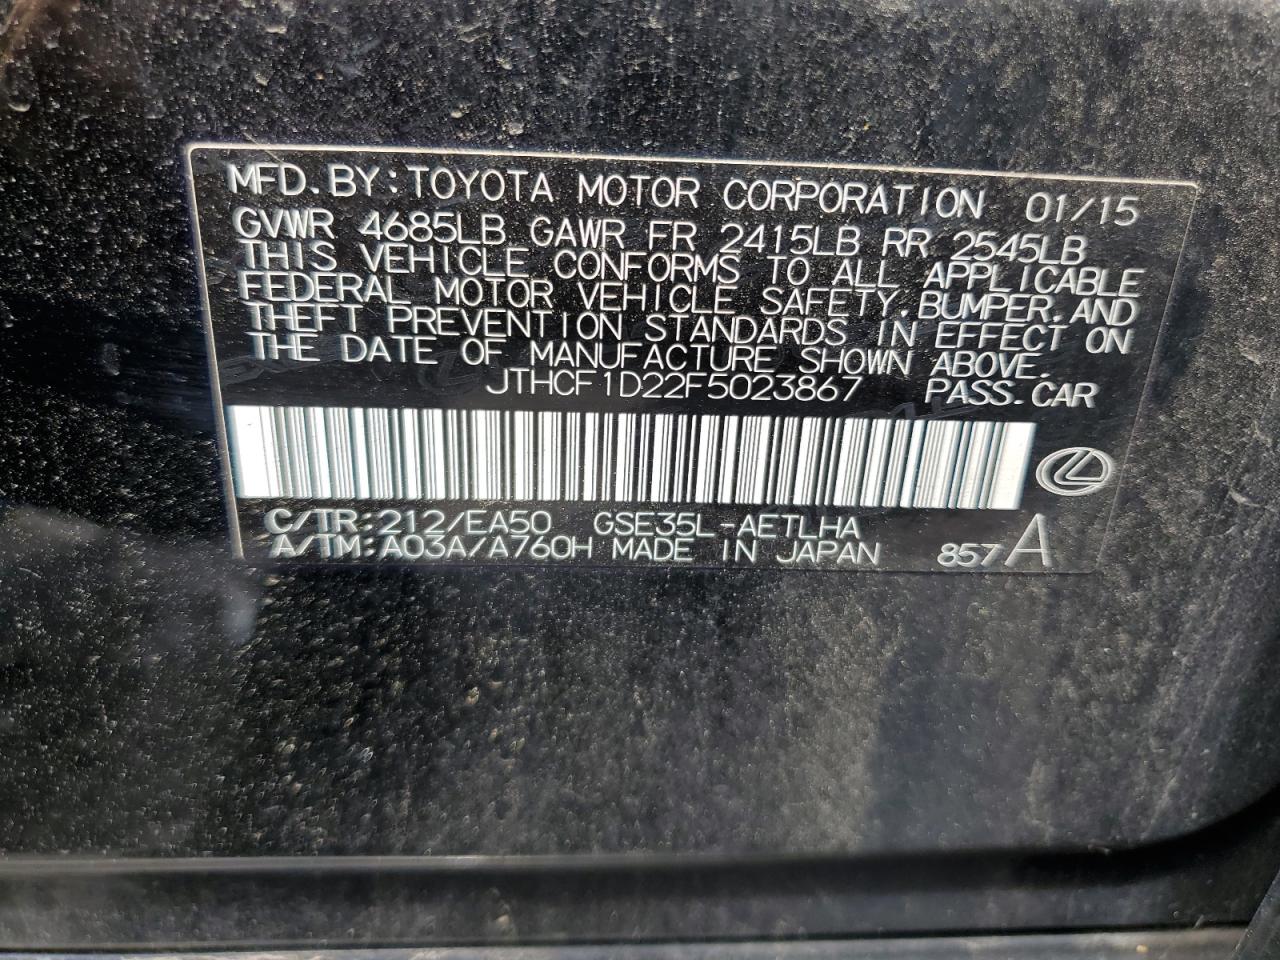 MFD. BY: TOYOTA MOTOR CORPORATION 01/15
GVWR 4685LB GAWR FR 2415LB RR 2545LB
THIS VEHICLE CONFORMS TO ALL APPLICABLE
FEDERAL MOTOR VEHICLE SAFETY, BUMPER, AND
THEFT PREVENTION STANDARDS IN EFFECT ON
THE DATE OF MANUFACTURE SHOWN ABOVE.
JTHCF1D22F5023867 PASS. CAR
C/TR: 212/EA50 GSE35L-AETLHA
A/TM: A03A/A760H MADE IN JAPAN 857 A